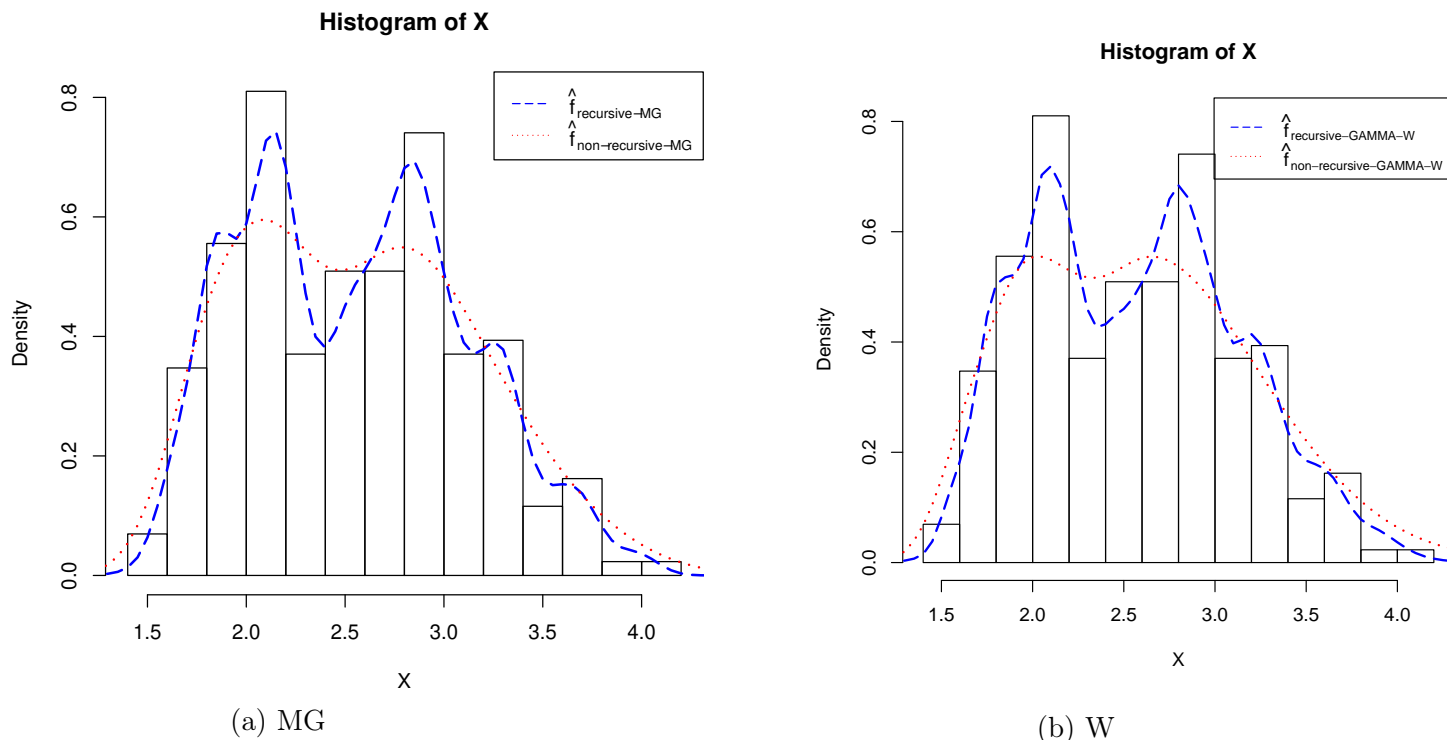 Histogram of X
f̂recursive−MG
f̂non−recursive−MG
Density
0.0
0.2
0.4
0.6
0.8
1.5 2.0 2.5 3.0 3.5 4.0
X
(a) MG
Histogram of X
f̂recursive−GAMMA−W
f̂non−recursive−GAMMA−W
Density
0.0
0.2
0.4
0.6
0.8
1.5 2.0 2.5 3.0 3.5 4.0
X
(b) W